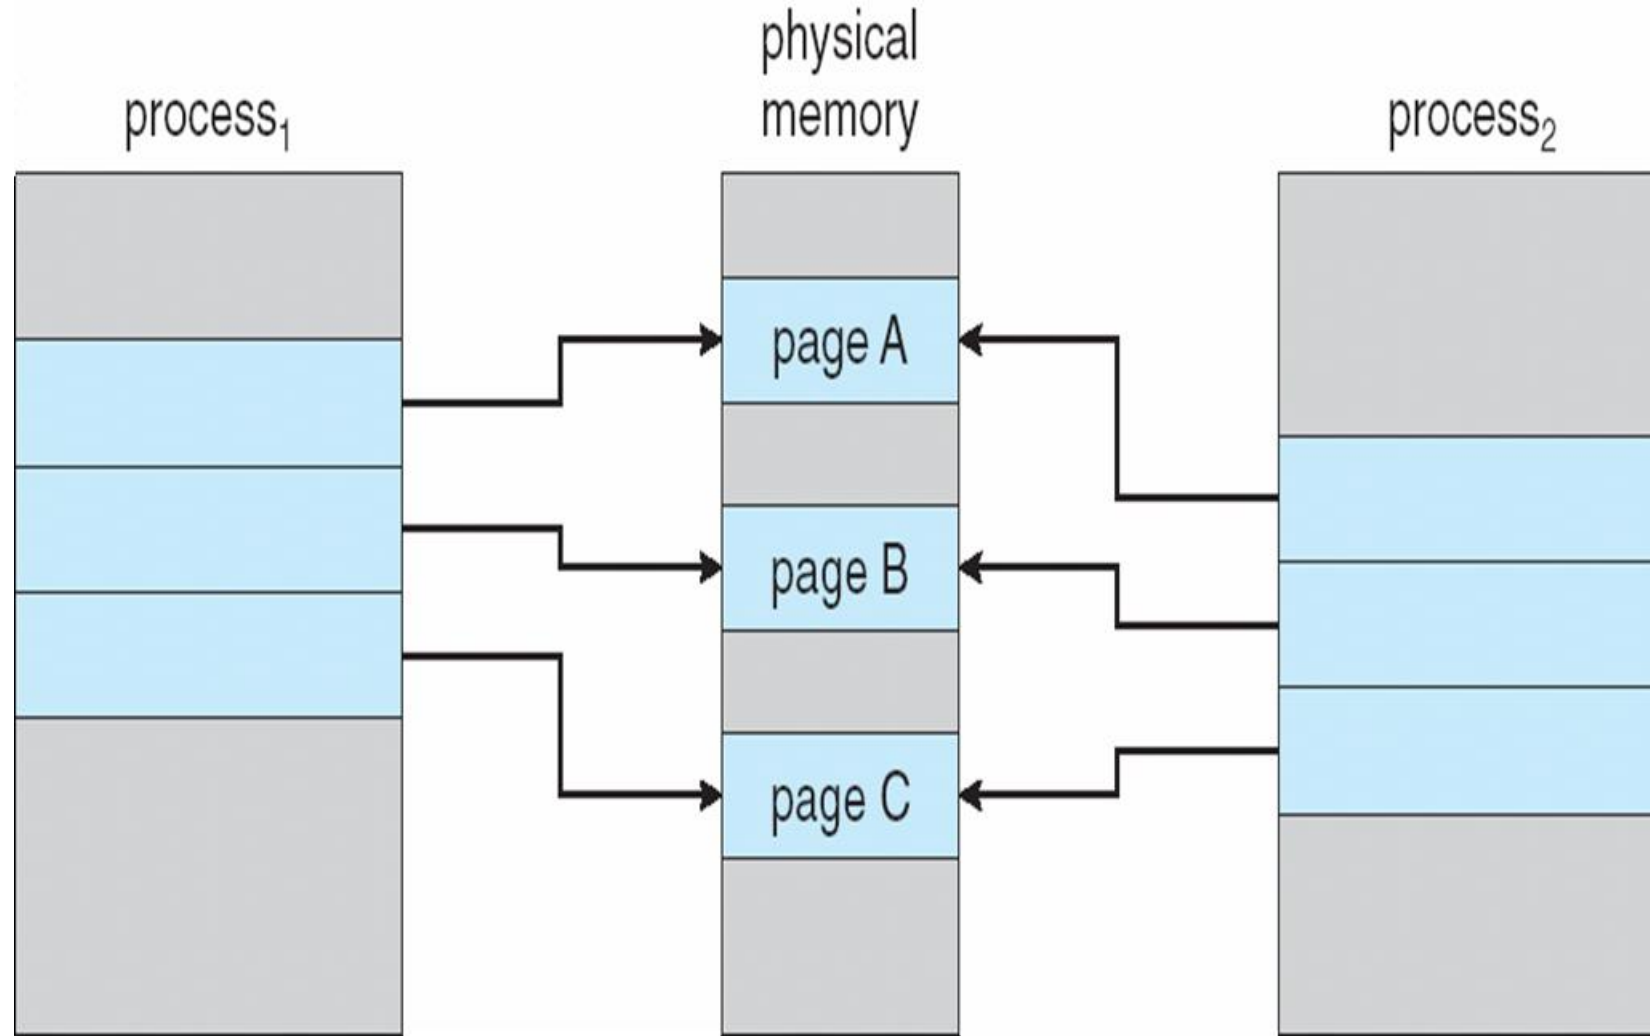 process₁
physical
memory
process₂
page A
page B
page C